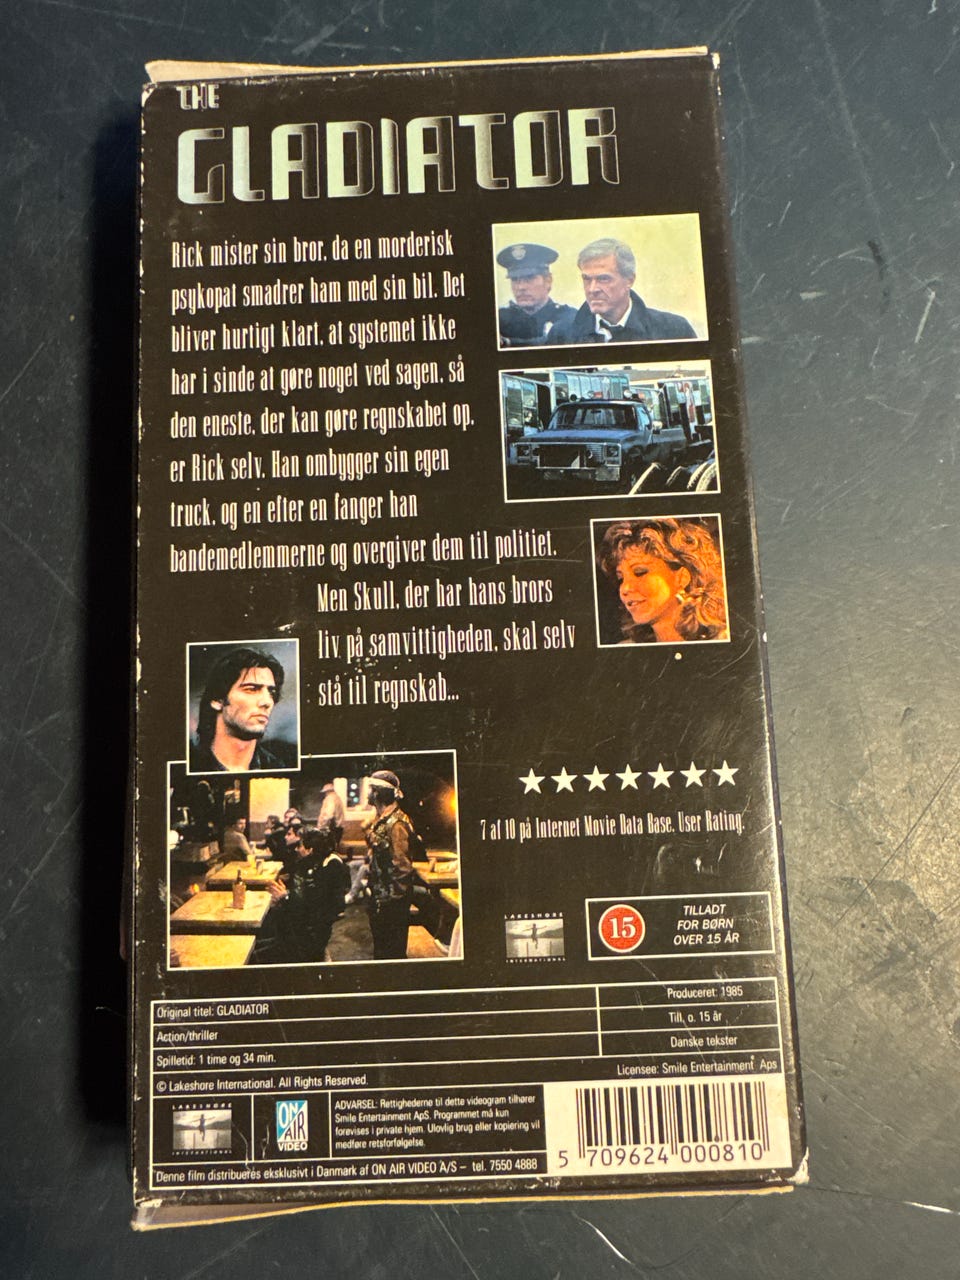 THE
GLADIATOR
Rick mister sin bror, da en morderisk
psykopat smadrer ham med sin bil. Det
bliver hurtigt klart, at systemet ikke
har i sinde at gøre noget ved sagen, så
den eneste, der kan gøre regnskabet op,
er Rick selv. Han ombygger sin egen
truck, og en efter en fanger han
bandemedlemmerne og overgiver dem til politiet.
Men Skull, der har hans brors
liv på samvittigheden, skal selv
stå til regnskab...
7 af 10 på Internet Movie Data Base. User Rating.
LAKESHORE
INTERNATIONAL
15
TILLADT
FOR BØRN
OVER 15 ÅR
Original titel: GLADIATOR
Produceret: 1985
Action/thriller
Till. o. 15 år
Spilletid: 1 time og 34 min.
Danske tekster
© Lakeshore International. All Rights Reserved.
Licensee: Smile Entertainment Aps
LAKESHORE
INTERNATIONAL
ON
AIR
VIDEO
ADVARSEL: Rettighederne til dette videogram tilhører
Smile Entertainment ApS. Programmet må kun
forevises i private hjem. Ulovlig brug eller kopiering vil
medføre retsforfølgelse.
Denne film distribueres eksklusivt i Danmark af ON AIR VIDEO A/S – tel. 7550 4888
5 709624 000810